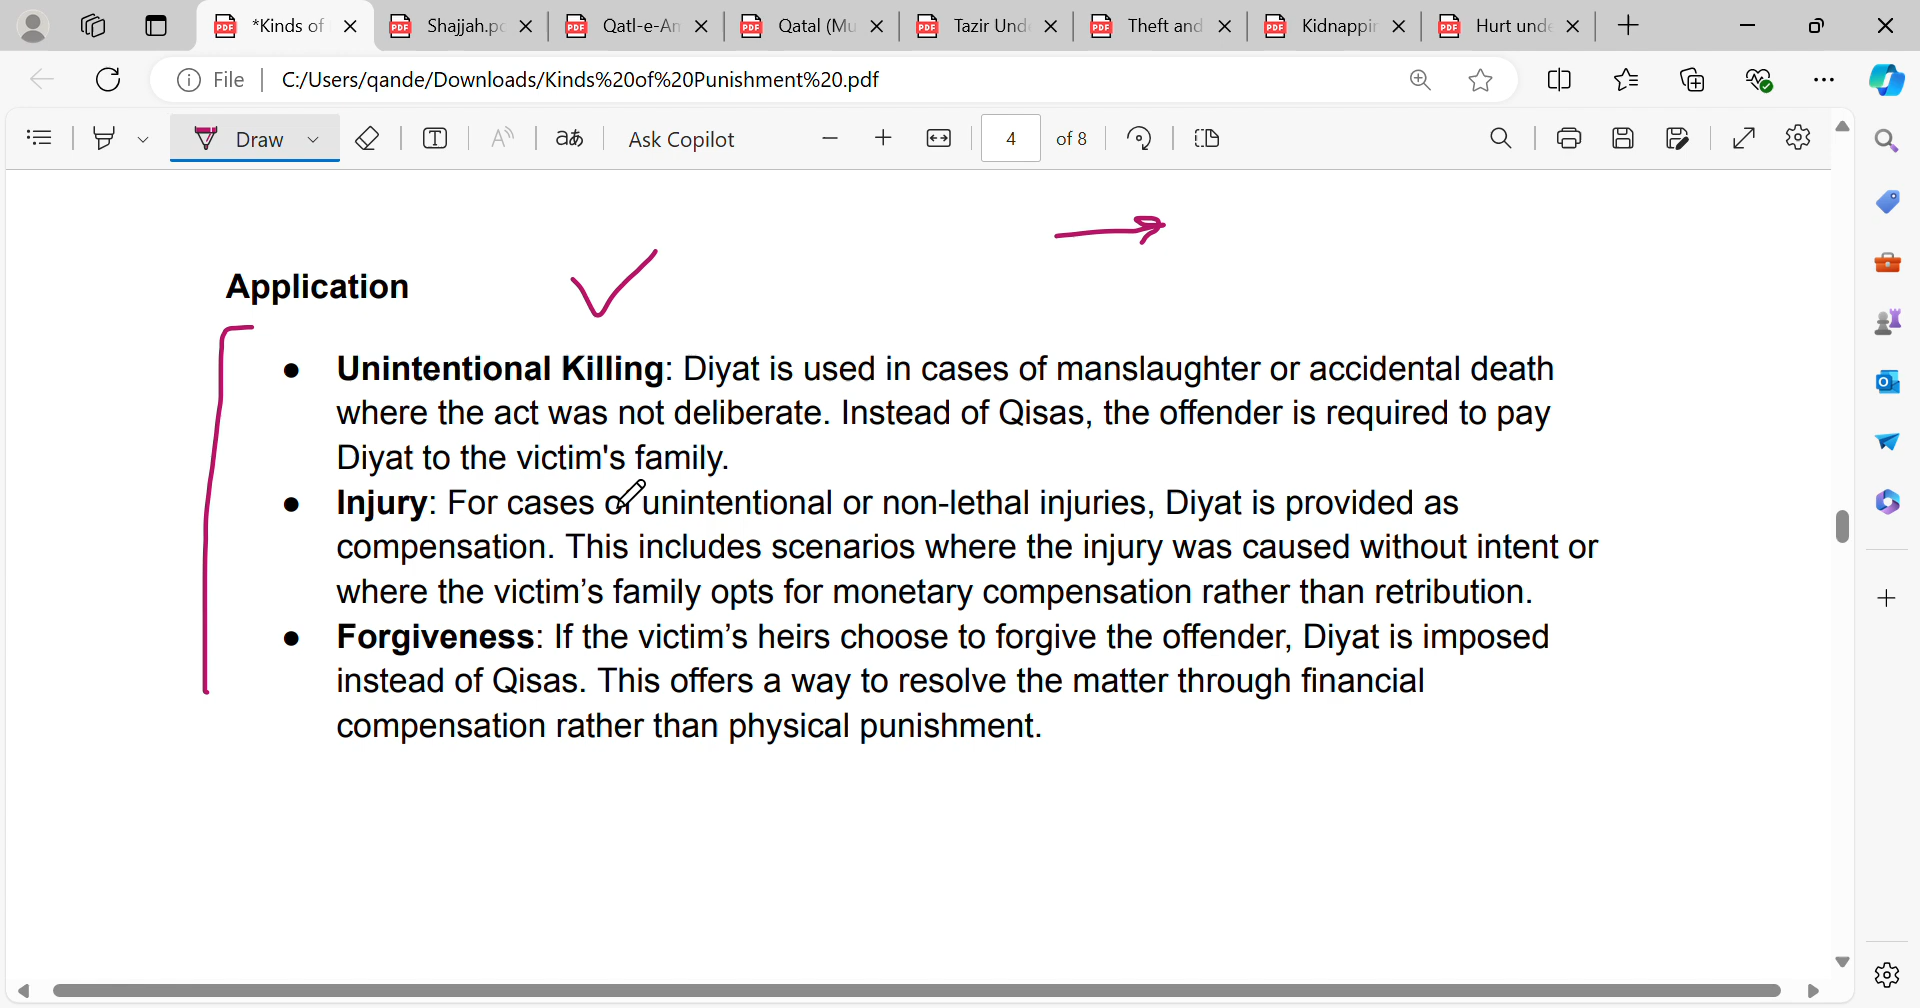 *Kinds of
Shajjah.pc
Qatl-e-An
Qatal (Mu
Tazir Und
Theft and
Kidnappin
Hurt unde
File
C:/Users/qande/Downloads/Kinds%20of%20Punishment%20.pdf
Draw
aあ
Ask Copilot
4
of 8
Application
● Unintentional Killing: Diyat is used in cases of manslaughter or accidental death
where the act was not deliberate. Instead of Qisas, the offender is required to pay
Diyat to the victim's family.
● Injury: For cases of unintentional or non-lethal injuries, Diyat is provided as
compensation. This includes scenarios where the injury was caused without intent or
where the victim’s family opts for monetary compensation rather than retribution.
● Forgiveness: If the victim’s heirs choose to forgive the offender, Diyat is imposed
instead of Qisas. This offers a way to resolve the matter through financial
compensation rather than physical punishment.